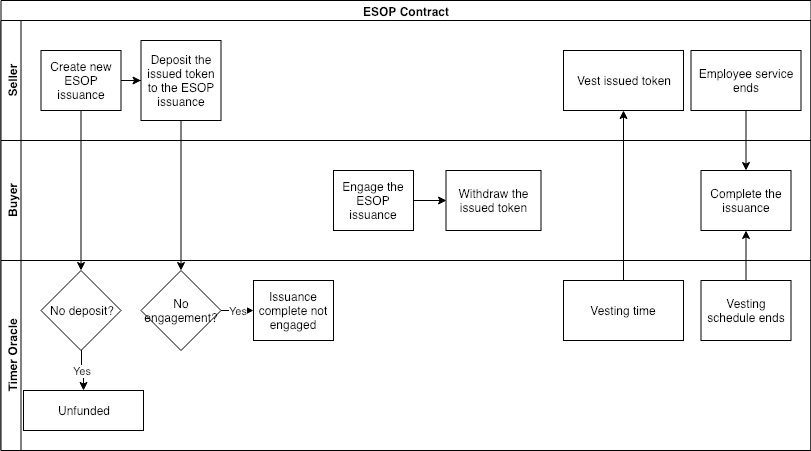 ESOP Contract
Seller
Create new
ESOP
issuance
Deposit the
issued token
to the ESOP
issuance
Vest issued token
Employee service
ends
Buyer
Engage the
ESOP
issuance
Withdraw the
issued token
Complete the
issuance
Timer Oracle
No deposit?
Yes
Unfunded
No
engagement?
Yes
Issuance
complete not
engaged
Vesting time
Vesting
schedule ends